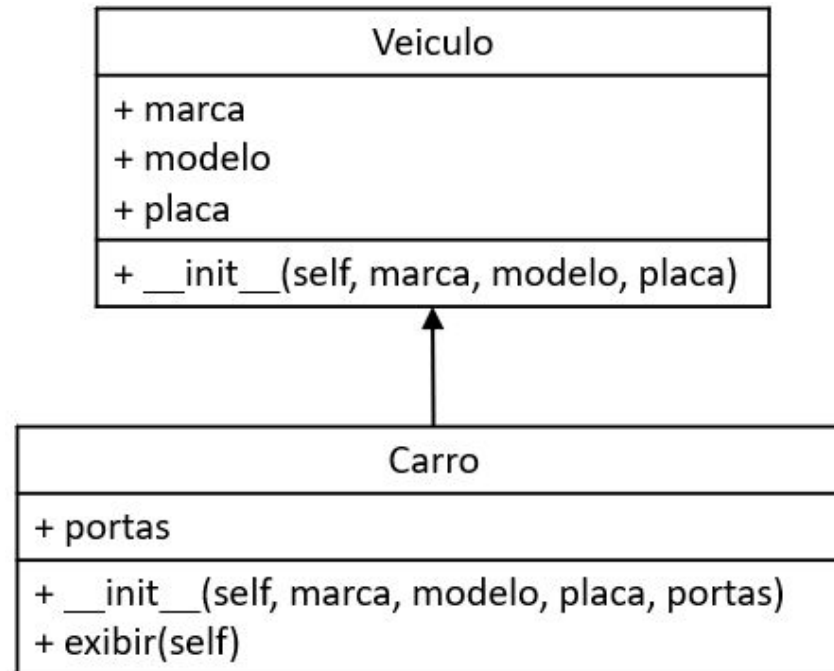 Veiculo
+ marca
+ modelo
+ placa
+ __init__(self, marca, modelo, placa)
Carro
+ portas
+ __init__(self, marca, modelo, placa, portas)
+ exibir(self)